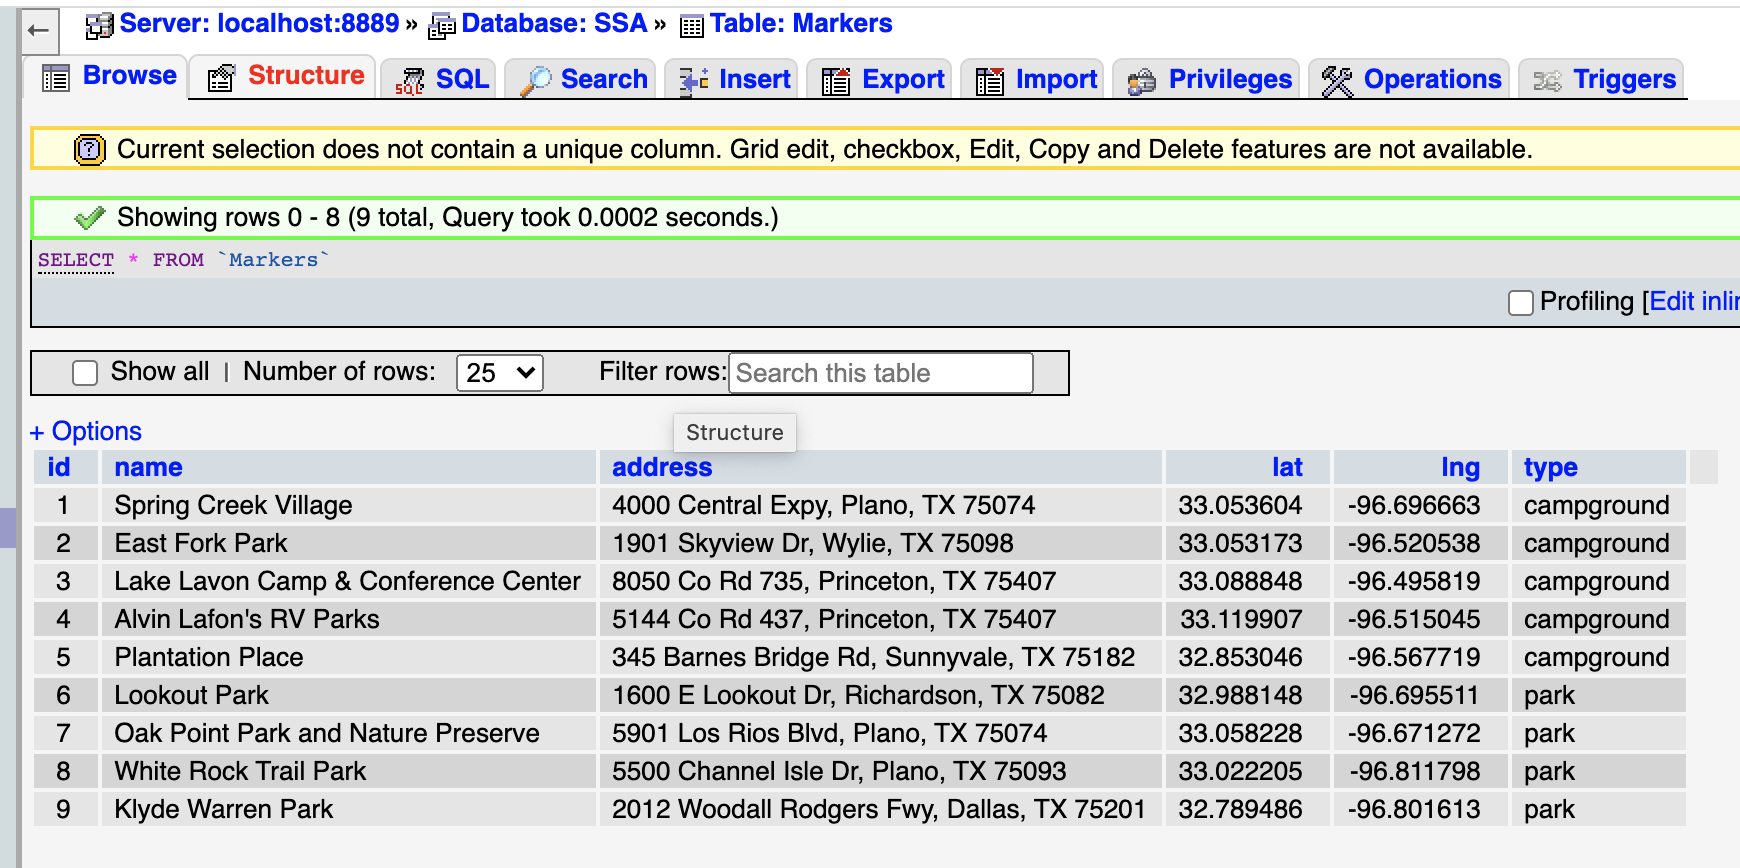 ← Server: localhost:8889 » Database: SSA » Table: Markers
Browse Structure SQL Search Insert Export Import Privileges Operations Triggers
Current selection does not contain a unique column. Grid edit, checkbox, Edit, Copy and Delete features are not available.
Showing rows 0 - 8 (9 total, Query took 0.0002 seconds.)
SELECT * FROM `Markers`
Profiling [Edit inlin
Show all | Number of rows: 25 Filter rows: Search this table
+ Options
Structure
id name address lat lng type
1 Spring Creek Village 4000 Central Expy, Plano, TX 75074 33.053604 -96.696663 campground
2 East Fork Park 1901 Skyview Dr, Wylie, TX 75098 33.053173 -96.520538 campground
3 Lake Lavon Camp & Conference Center 8050 Co Rd 735, Princeton, TX 75407 33.088848 -96.495819 campground
4 Alvin Lafon's RV Parks 5144 Co Rd 437, Princeton, TX 75407 33.119907 -96.515045 campground
5 Plantation Place 345 Barnes Bridge Rd, Sunnyvale, TX 75182 32.853046 -96.567719 campground
6 Lookout Park 1600 E Lookout Dr, Richardson, TX 75082 32.988148 -96.695511 park
7 Oak Point Park and Nature Preserve 5901 Los Rios Blvd, Plano, TX 75074 33.058228 -96.671272 park
8 White Rock Trail Park 5500 Channel Isle Dr, Plano, TX 75093 33.022205 -96.811798 park
9 Klyde Warren Park 2012 Woodall Rodgers Fwy, Dallas, TX 75201 32.789486 -96.801613 park